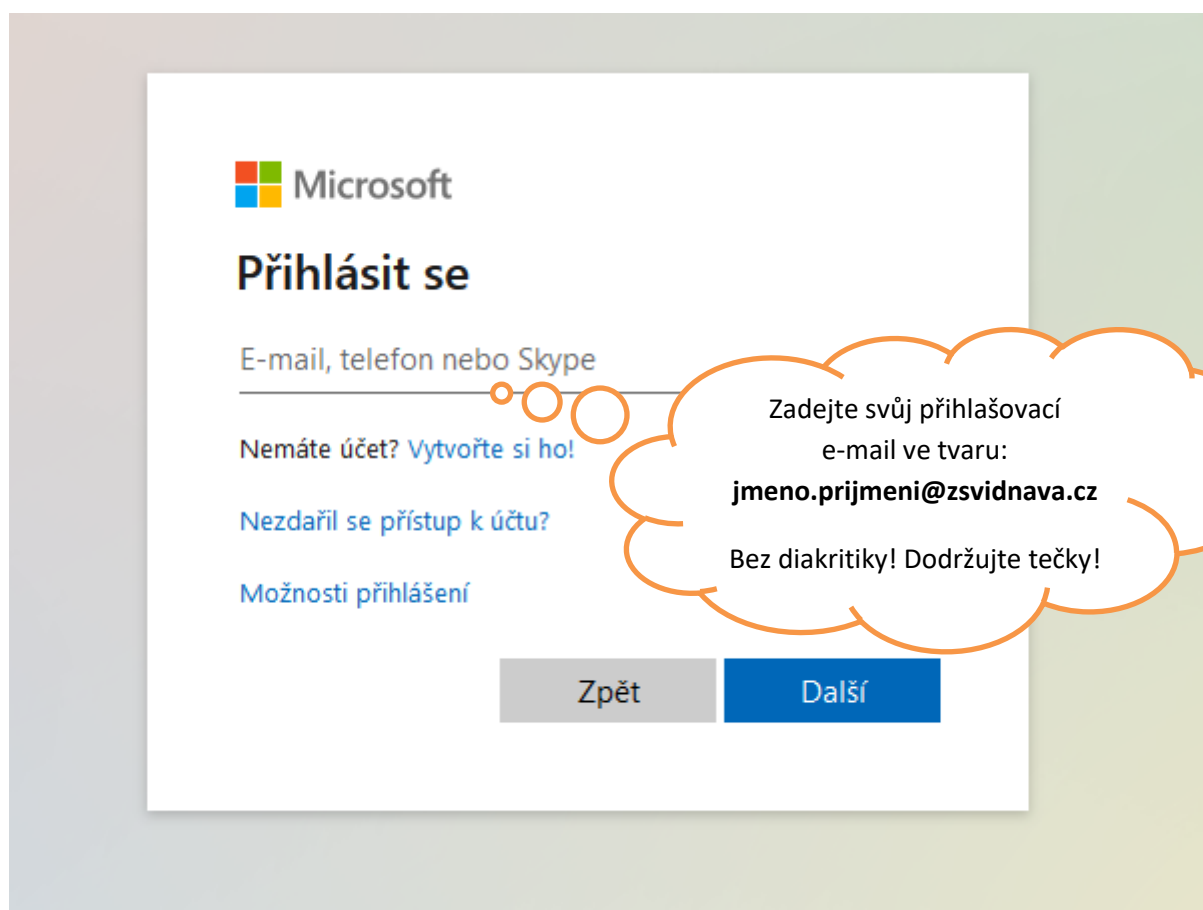 Microsoft
Přihlásit se
E-mail, telefon nebo Skype
Nemáte účet? Vytvořte si ho!
Nezdařil se přístup k účtu?
Možnosti přihlášení
Zadejte svůj přihlašovací
e-mail ve tvaru:
jmeno.prijmeni@zsvidnava.cz
Bez diakritiky! Dodržujte tečky!
Zpět
Další